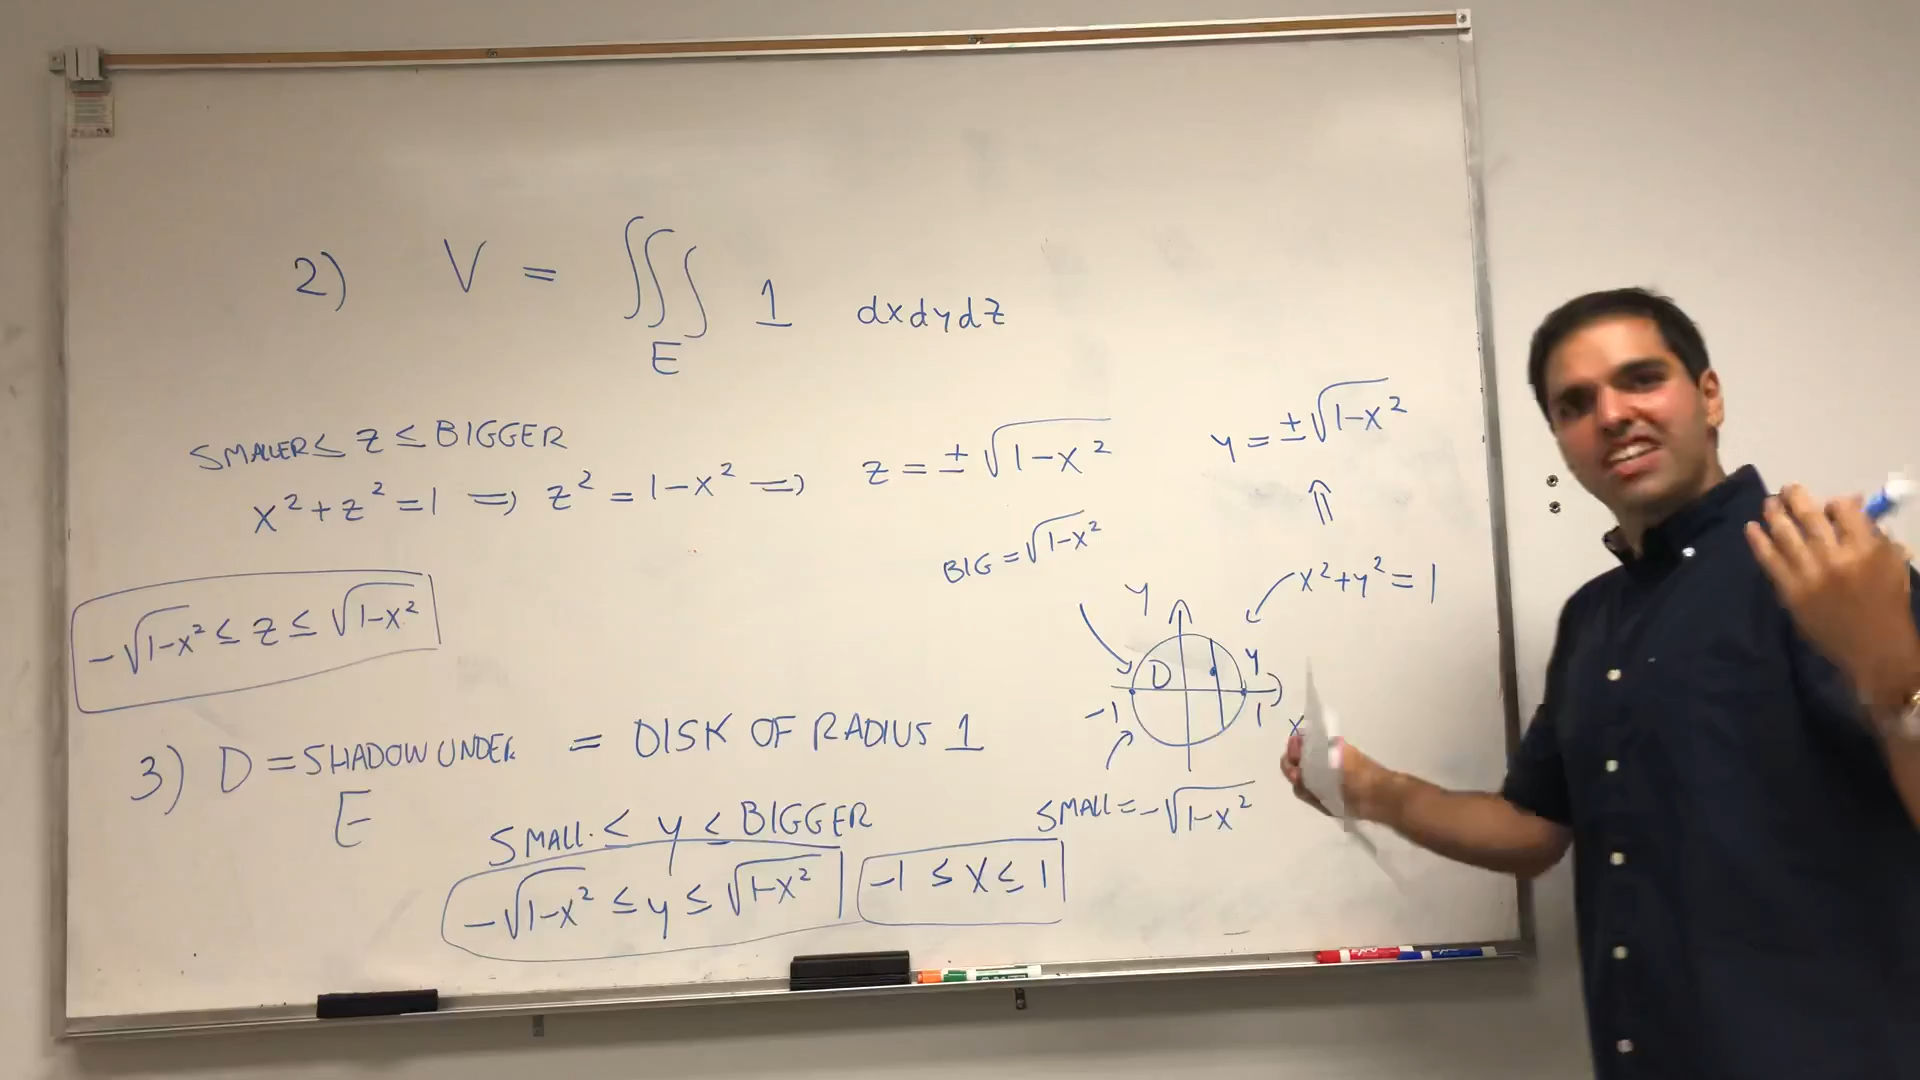 2) V = ∭ 1 dxdydz
E
SMALLER ≤ z ≤ BIGGER
x² + z² = 1 ⇒ z² = 1-x² ⇒ z = ±√(1-x²)
y = ±√(1-x²)
⇑
x² + y² = 1
BIG = √(1-x²)
-√(1-x²) ≤ z ≤ √(1-x²)
y
D
y
-1
1
x
SMALL = -√(1-x²)
3) D = SHADOW UNDER = DISK OF RADIUS 1
E
SMALL. ≤ y ≤ BIGGER
-√(1-x²) ≤ y ≤ √(1-x²)
-1 ≤ x ≤ 1